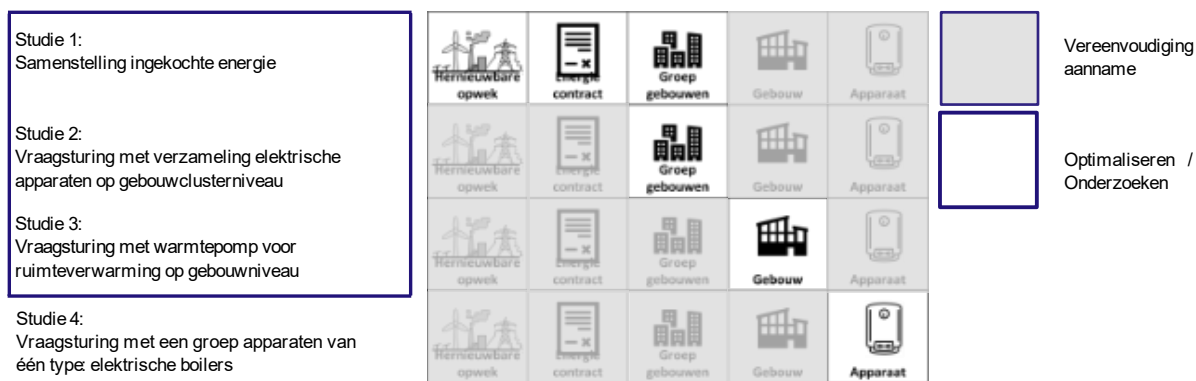 Studie 1:
Samenstelling ingekochte energie
Studie 2:
Vraagsturing met verzameling elektrische
apparaten op gebouwclusterniveau
Studie 3:
Vraagsturing met warmtepomp voor
ruimteverwarming op gebouwniveau
Studie 4:
Vraagsturing met een groep apparaten van
één type: elektrische boilers
Hernieuwbare
opwek
Energie
contract
Groep
gebouwen
Gebouw
Apparaat
Hernieuwbare
opwek
Energie
contract
Groep
gebouwen
Gebouw
Apparaat
Hernieuwbare
opwek
Energie
contract
Groep
gebouwen
Gebouw
Apparaat
Hernieuwbare
opwek
Energie
contract
Groep
gebouwen
Gebouw
Apparaat
Vereenvoudiging
aanname
Optimaliseren /
Onderzoeken